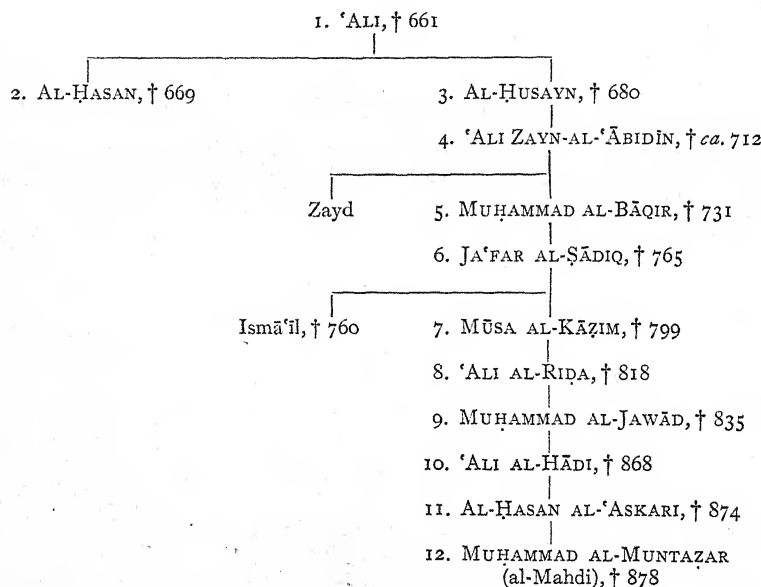 1. ʿALI, † 661
2. AL-ḤASAN, † 669
3. AL-ḤUSAYN, † 680
4. ʿALI ZAYN-AL-ʿĀBIDĪN, † ca. 712
Zayd
5. MUḤAMMAD AL-BĀQIR, † 731
6. JAʿFAR AL-ṢĀDIQ, † 765
Ismāʿīl, † 760
7. MŪSA AL-KĀẒIM, † 799
8. ʿALI AL-RIḌA, † 818
9. MUḤAMMAD AL-JAWĀD, † 835
10. ʿALI AL-HĀDI, † 868
11. AL-ḤASAN AL-ʿASKARI, † 874
12. MUḤAMMAD AL-MUNTAẒAR
(al-Mahdi), † 878